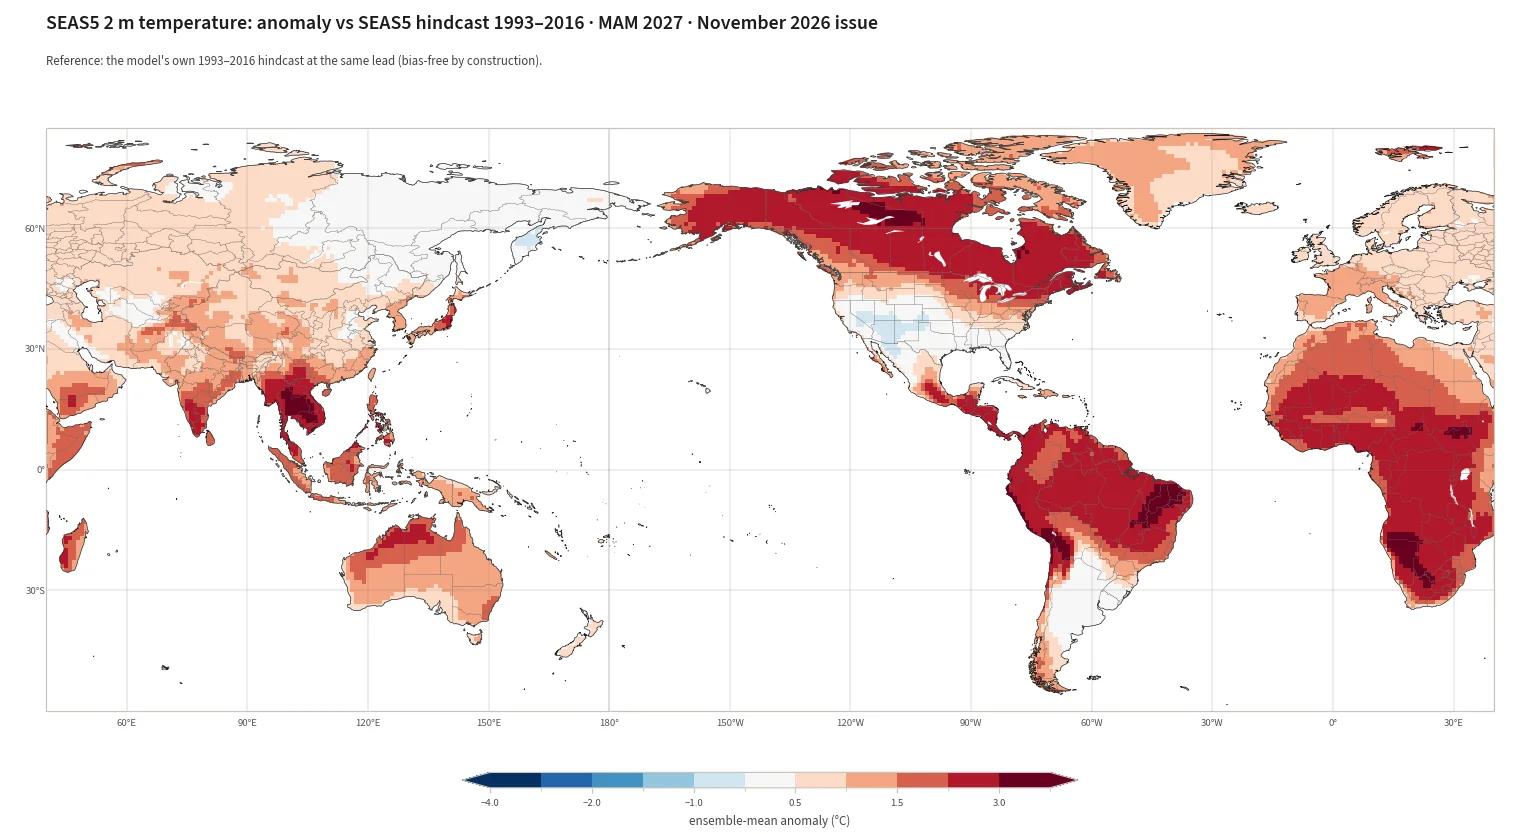 SEAS5 2 m temperature: anomaly vs SEAS5 hindcast 1993–2016 · MAM 2027 · November 2026 issue
Reference: the model's own 1993–2016 hindcast at the same lead (bias-free by construction).
60°N
30°N
0°
30°S
60°E 90°E 120°E 150°E 180° 150°W 120°W 90°W 60°W 30°W 0° 30°E
−4.0 −2.0 −1.0 0.5 1.5 3.0
ensemble-mean anomaly (°C)